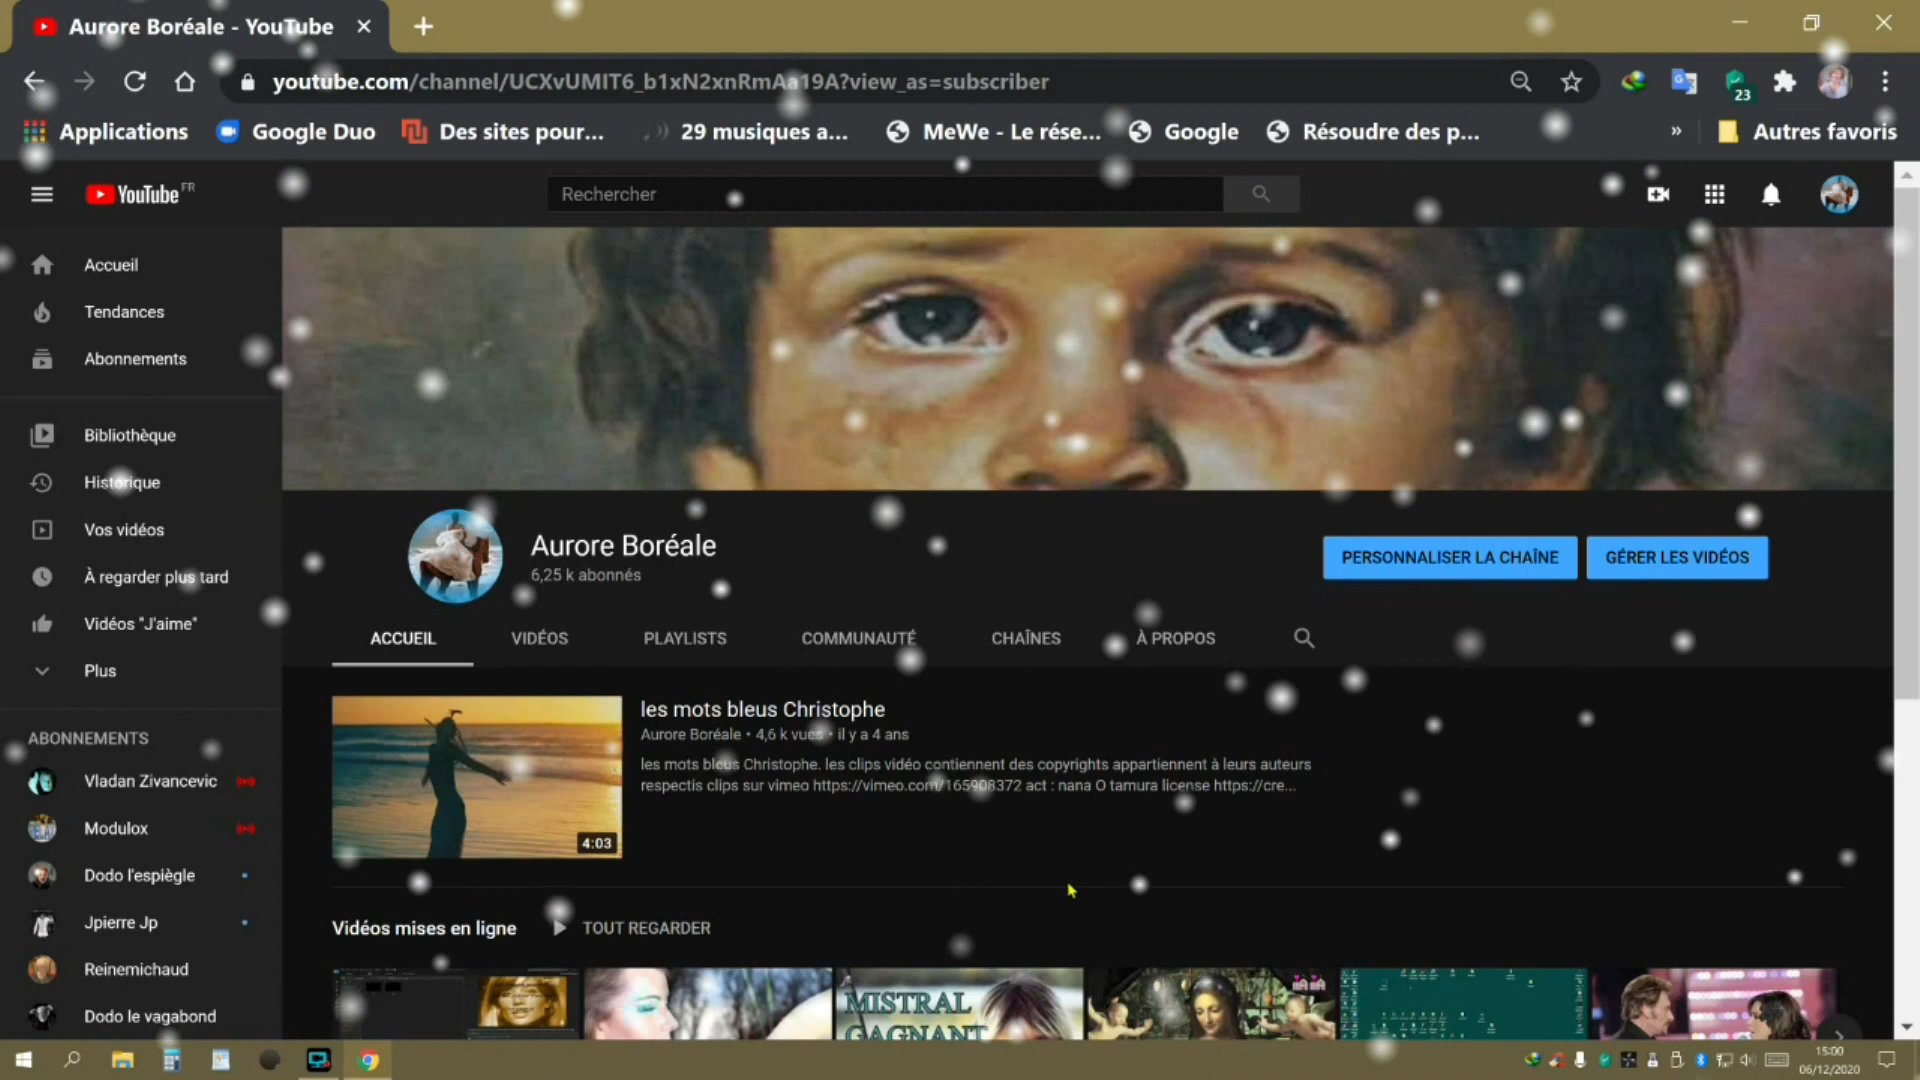 Aurore Boréale - YouTube
youtube.com/channel/UCXvUMIT6_b1xN2xnRmAa19A?view_as=subscriber
23
Applications
Google Duo
Des sites pour...
29 musiques a...
MeWe - Le rése...
Google
Résoudre des p...
»
Autres favoris
YouTube FR
Rechercher
Accueil
Tendances
Abonnements
Bibliothèque
Historique
Vos vidéos
À regarder plus tard
Vidéos "J'aime"
Plus
ABONNEMENTS
Vladan Zivancevic
Modulox
Dodo l'espiègle
Jpierre Jp
Reinemichaud
Dodo le vagabond
Aurore Boréale
6,25 k abonnés
PERSONNALISER LA CHAÎNE
GÉRER LES VIDÉOS
ACCUEIL
VIDÉOS
PLAYLISTS
COMMUNAUTÉ
CHAÎNES
À PROPOS
4:03
les mots bleus Christophe
Aurore Boréale • 4,6 k vues • il y a 4 ans
les mots bleus Christophe. les clips vidéo contiennent des copyrights appartiennent à leurs auteurs
respectis clips sur vimeo https://vimeo.com/165908372 act : nana O tamura license https://cre...
Vidéos mises en ligne
TOUT REGARDER
MISTRAL
GAGNANT
15:00
06/12/2020